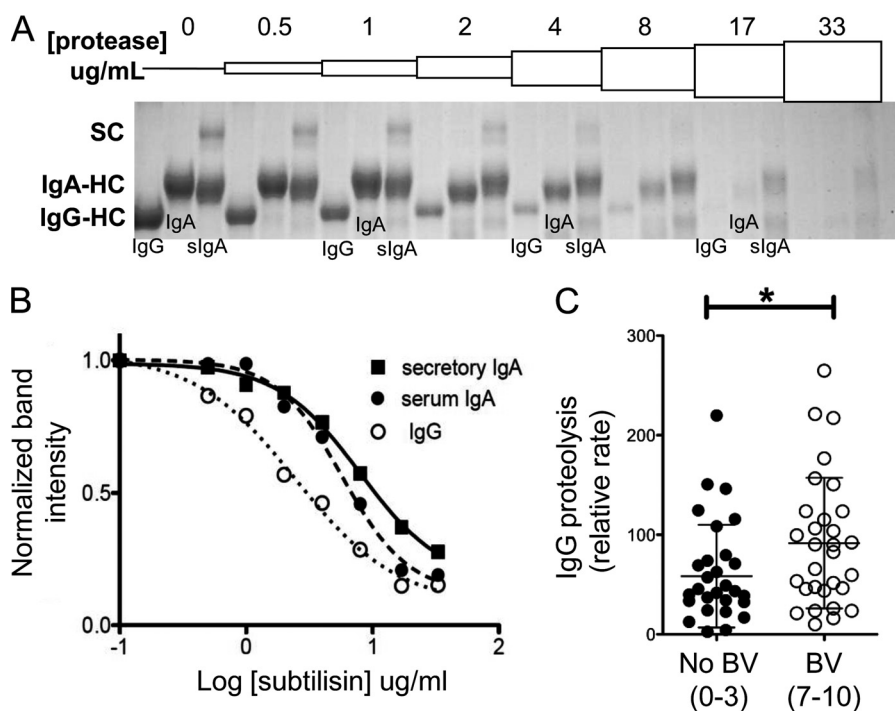 A
[protease] 0 0.5 1 2 4 8 17 33
ug/mL
SC
IgA-HC
IgG-HC
IgA IgA IgA IgA
IgG sIgA IgG sIgA IgG sIgA IgG sIgA
B
1.0
0.5
0.0
Normalized band
intensity
secretory IgA
serum IgA
IgG
-1 0 1 2
Log [subtilisin] ug/ml
C
*
300
200
100
0
IgG proteolysis
(relative rate)
No BV BV
(0-3) (7-10)